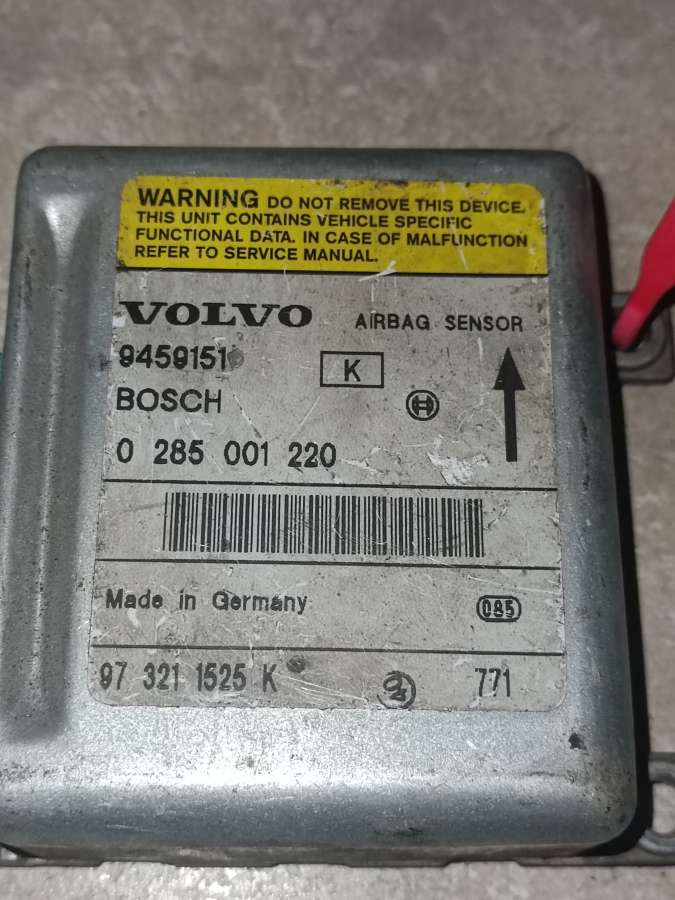 WARNING DO NOT REMOVE THIS DEVICE.
THIS UNIT CONTAINS VEHICLE SPECIFIC
FUNCTIONAL DATA. IN CASE OF MALFUNCTION
REFER TO SERVICE MANUAL.
VOLVO AIRBAG SENSOR
9459151 K
BOSCH
0 285 001 220
Made in Germany 085
97 321 1525 K 771